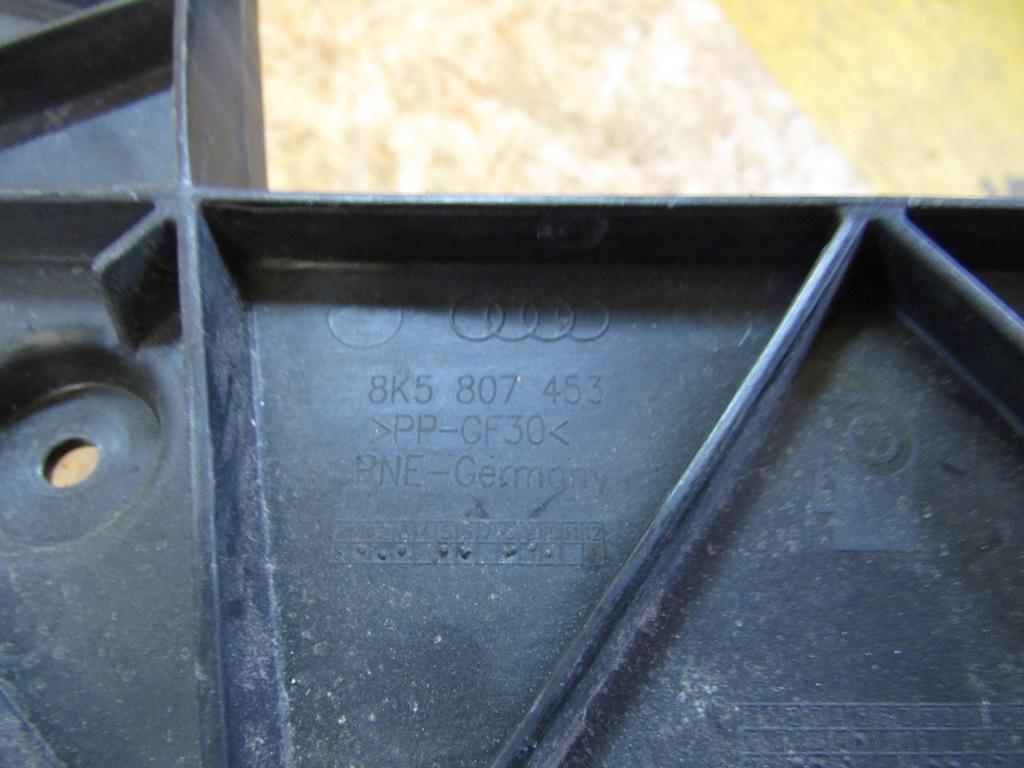 8K5 807 453
>PP-GF30<
PNE-Germany